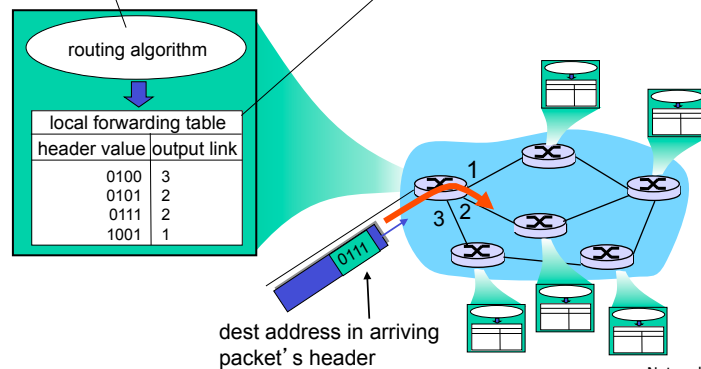 routing algorithm
local forwarding table
header value output link
0100 3
0101 2
0111 2
1001 1
1
2
3
0111
dest address in arriving
packet's header